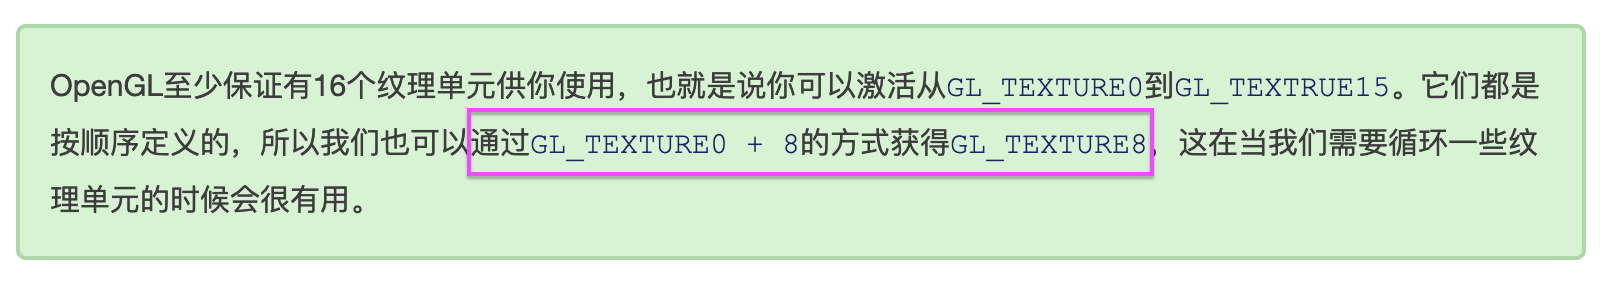 OpenGL至少保证有16个纹理单元供你使用，也就是说你可以激活从GL_TEXTURE0到GL_TEXTRUE15。它们都是
按顺序定义的，所以我们也可以通过GL_TEXTURE0 + 8的方式获得GL_TEXTURE8，这在当我们需要循环一些纹
理单元的时候会很有用。